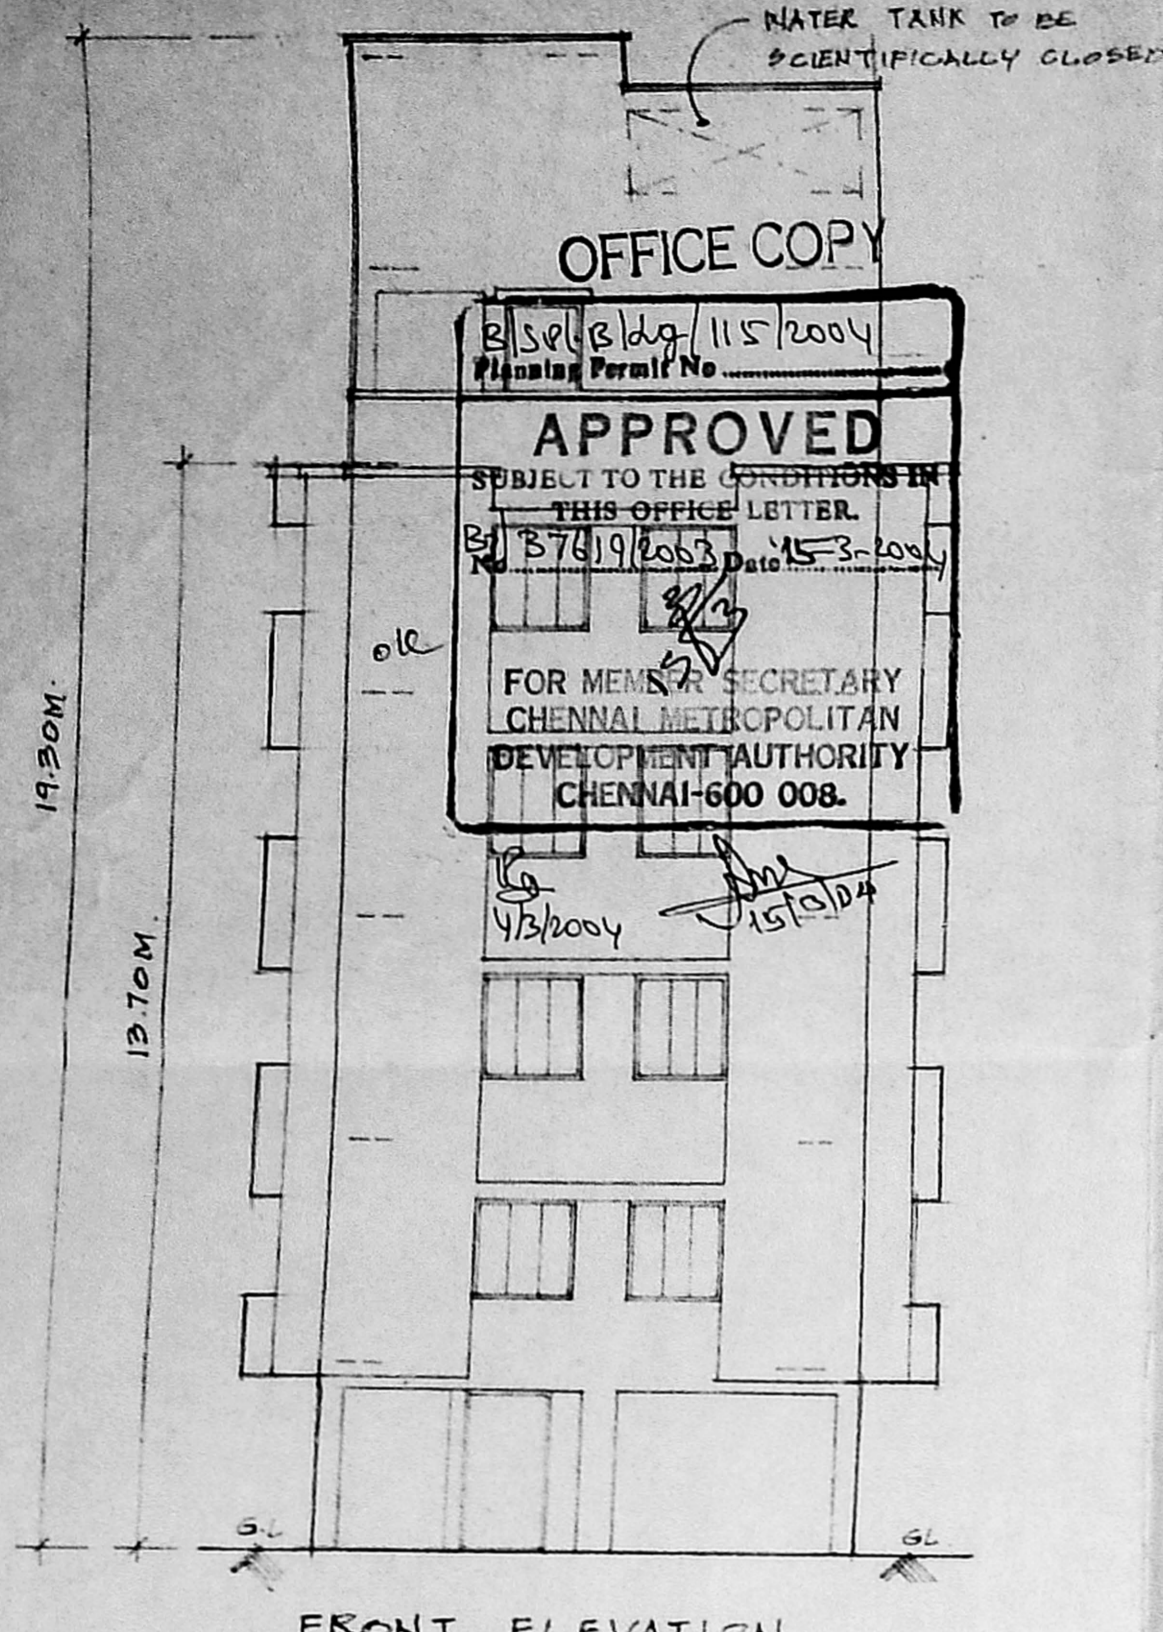 WATER TANK TO BE
SCIENTIFICALLY CLOSED
OFFICE COPY
B/Spl. Bldg/115/2004
Planning Permit No
APPROVED
SUBJECT TO THE CONDITIONS IN
THIS OFFICE LETTER.
No 37619/2003 Date 15-3-2004
ok
FOR MEMBER SECRETARY
CHENNAI METROPOLITAN
DEVELOPMENT AUTHORITY
CHENNAI-600 008.
4/3/2004
15/3/04
19.30M.
13.70M.
G.L
GL
FRONT ELEVATION